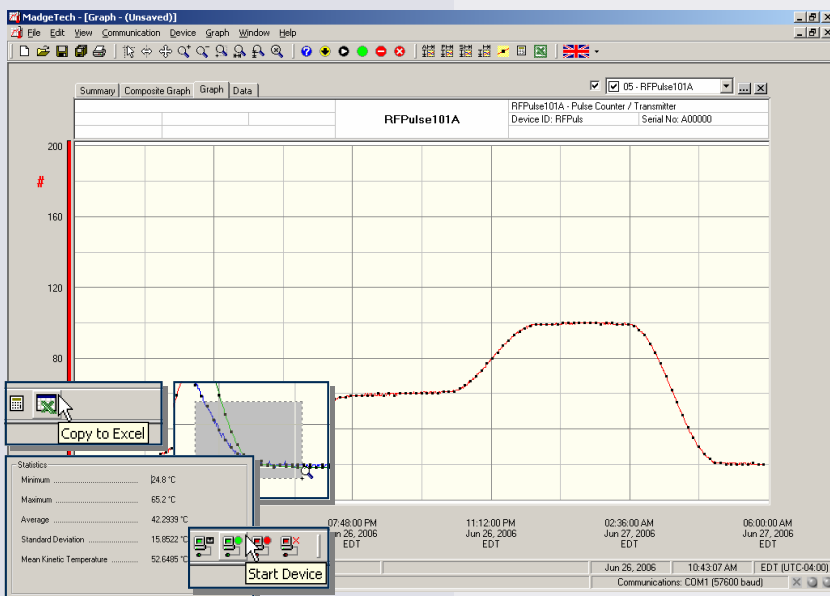 MadgeTech - [Graph - (Unsaved)]
File Edit View Communication Device Graph Window Help
Summary Composite Graph Graph Data
05 - RFPulse101A
RFPulse101A
RFPulse101A - Pulse Counter / Transmitter
Device ID: RFPuls Serial No: A00000
200
#
160
120
80
Copy to Excel
Statistics
Minimum 24.8 °C
Maximum 65.2 °C
Average 42.2939 °C
Standard Deviation 15.8522 °C
Mean Kinetic Temperature 52.6485 °C
Start Device
07:48:00 PM 11:12:00 PM 02:36:00 AM 06:00:00 AM
n 26, 2006 Jun 26, 2006 Jun 27, 2006 Jun 27, 2006
EDT EDT EDT EDT
Jun 26, 2006 10:43:07 AM EDT (UTC-04:00)
Communications: COM1 (57600 baud)